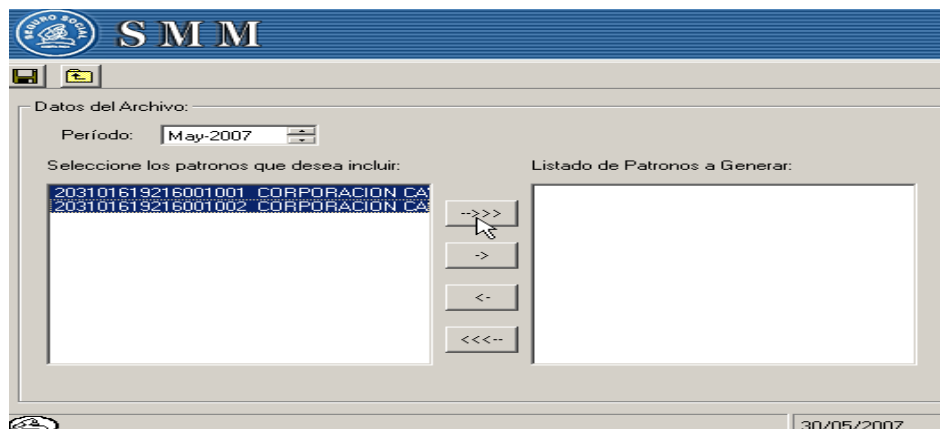 SEGURO SOCIAL
SMM
Datos del Archivo:
Período: May-2007
Seleccione los patronos que desea incluir:
Listado de Patronos a Generar:
203101619216001001 CORPORACION CA
203101619216001002 CORPORACION CA
-->>>
->
<-
<<<--
30/05/2007